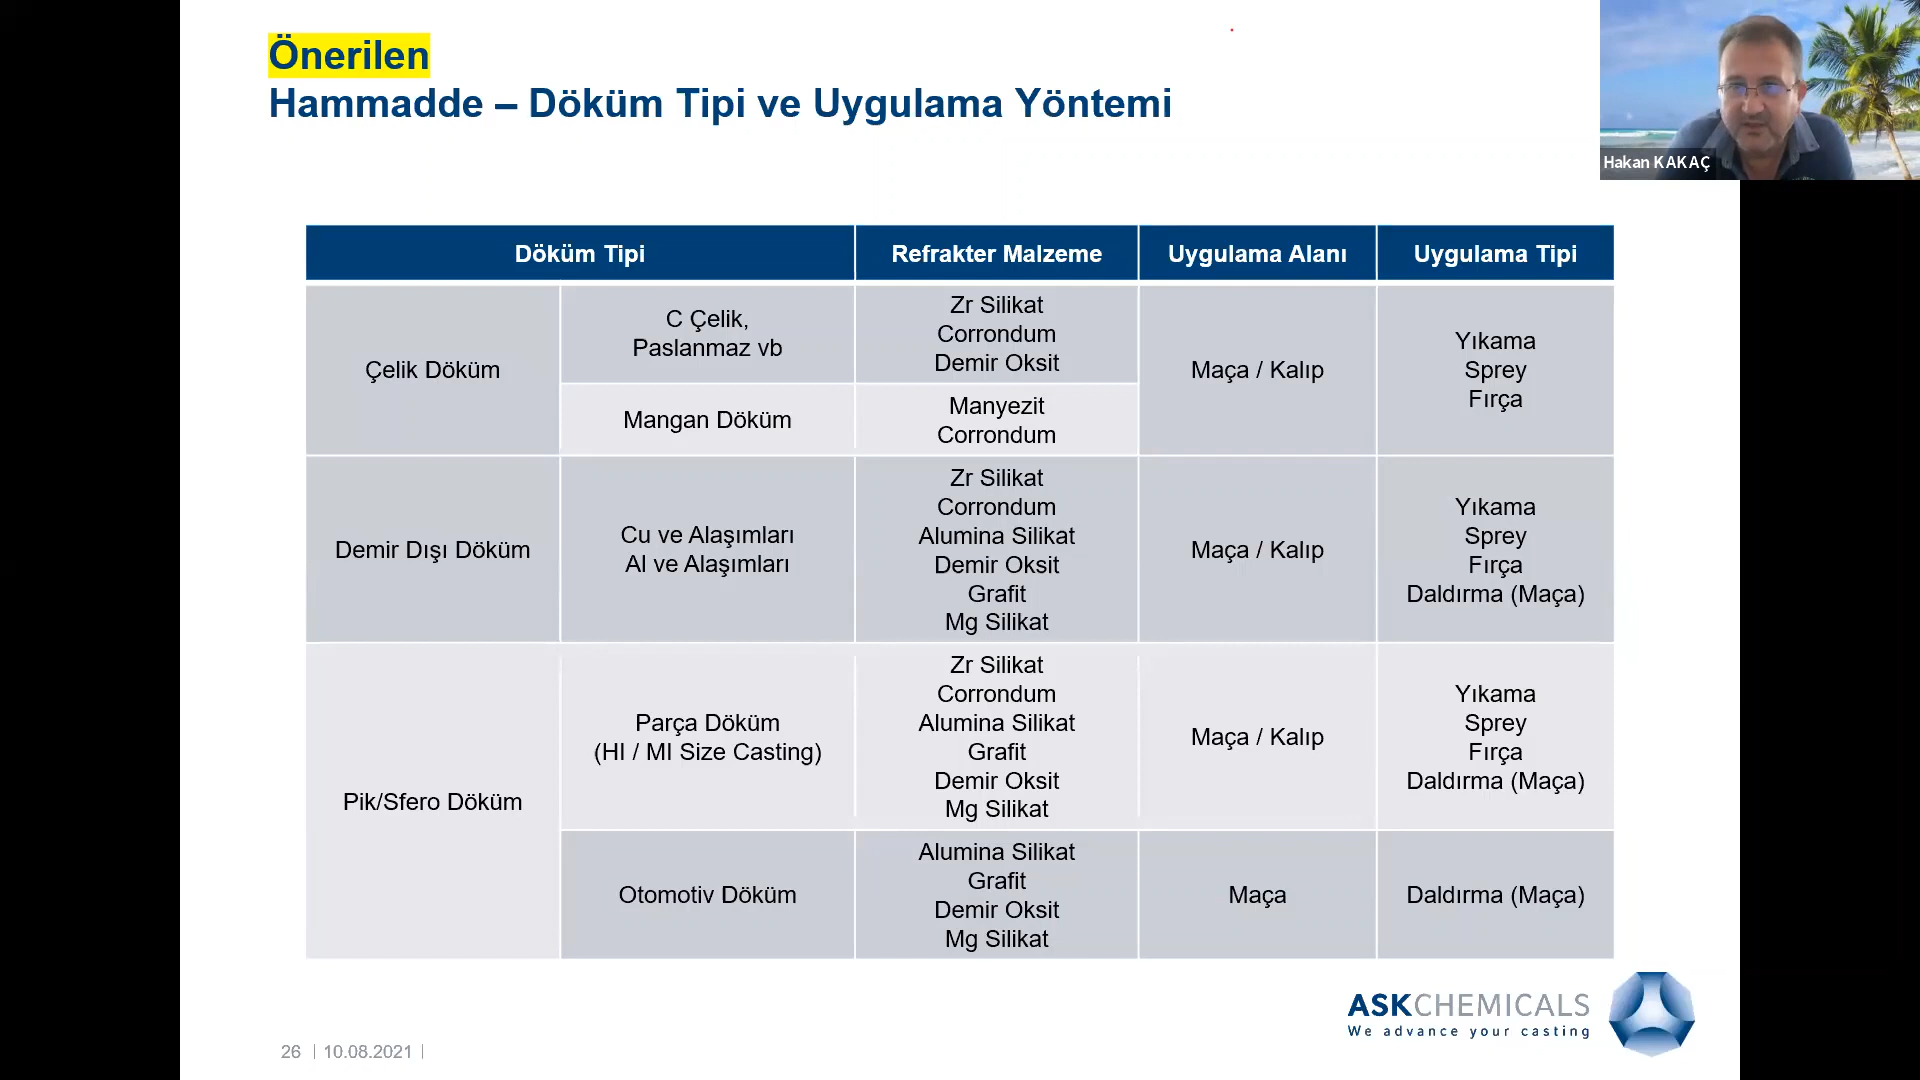 Önerilen
Hammadde – Döküm Tipi ve Uygulama Yöntemi
Hakan KAKAÇ
Döküm Tipi
Refrakter Malzeme
Uygulama Alanı
Uygulama Tipi
Çelik Döküm
C Çelik,
Paslanmaz vb
Zr Silikat
Corrondum
Demir Oksit
Maça / Kalıp
Yıkama
Sprey
Fırça
Mangan Döküm
Manyezit
Corrondum
Demir Dışı Döküm
Cu ve Alaşımları
Al ve Alaşımları
Zr Silikat
Corrondum
Alumina Silikat
Demir Oksit
Grafit
Mg Silikat
Maça / Kalıp
Yıkama
Sprey
Fırça
Daldırma (Maça)
Pik/Sfero Döküm
Parça Döküm
(HI / MI Size Casting)
Zr Silikat
Corrondum
Alumina Silikat
Grafit
Demir Oksit
Mg Silikat
Maça / Kalıp
Yıkama
Sprey
Fırça
Daldırma (Maça)
Otomotiv Döküm
Alumina Silikat
Grafit
Demir Oksit
Mg Silikat
Maça
Daldırma (Maça)
ASKCHEMICALS
We advance your casting
26 | 10.08.2021 |